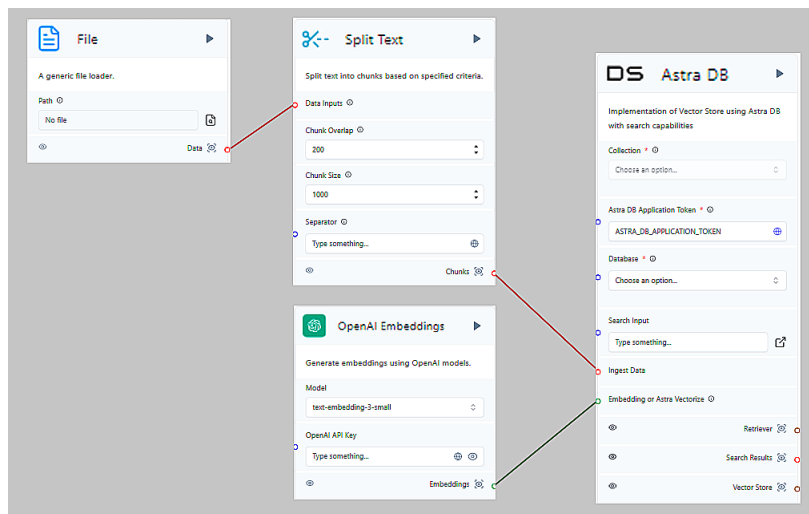 File
A generic file loader.
Path
No file
Data
Split Text
Split text into chunks based on specified criteria.
Data Inputs
Chunk Overlap
200
Chunk Size
1000
Separator
Type something...
Chunks
OpenAI Embeddings
Generate embeddings using OpenAI models.
Model
text-embedding-3-small
OpenAI API Key
Type something...
Embeddings
DS Astra DB
Implementation of Vector Store using Astra DB
with search capabilities
Collection *
Choose an option...
Astra DB Application Token *
ASTRA_DB_APPLICATION_TOKEN
Database *
Choose an option...
Search Input
Type something...
Ingest Data
Embedding or Astra Vectorize
Retriever
Search Results
Vector Store